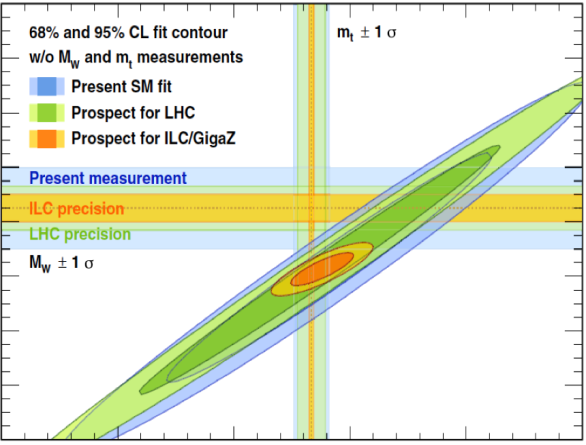 68% and 95% CL fit contour
w/o M_W and m_t measurements
m_t ± 1 σ
Present SM fit
Prospect for LHC
Prospect for ILC/GigaZ
Present measurement
ILC precision
LHC precision
M_W ± 1 σ